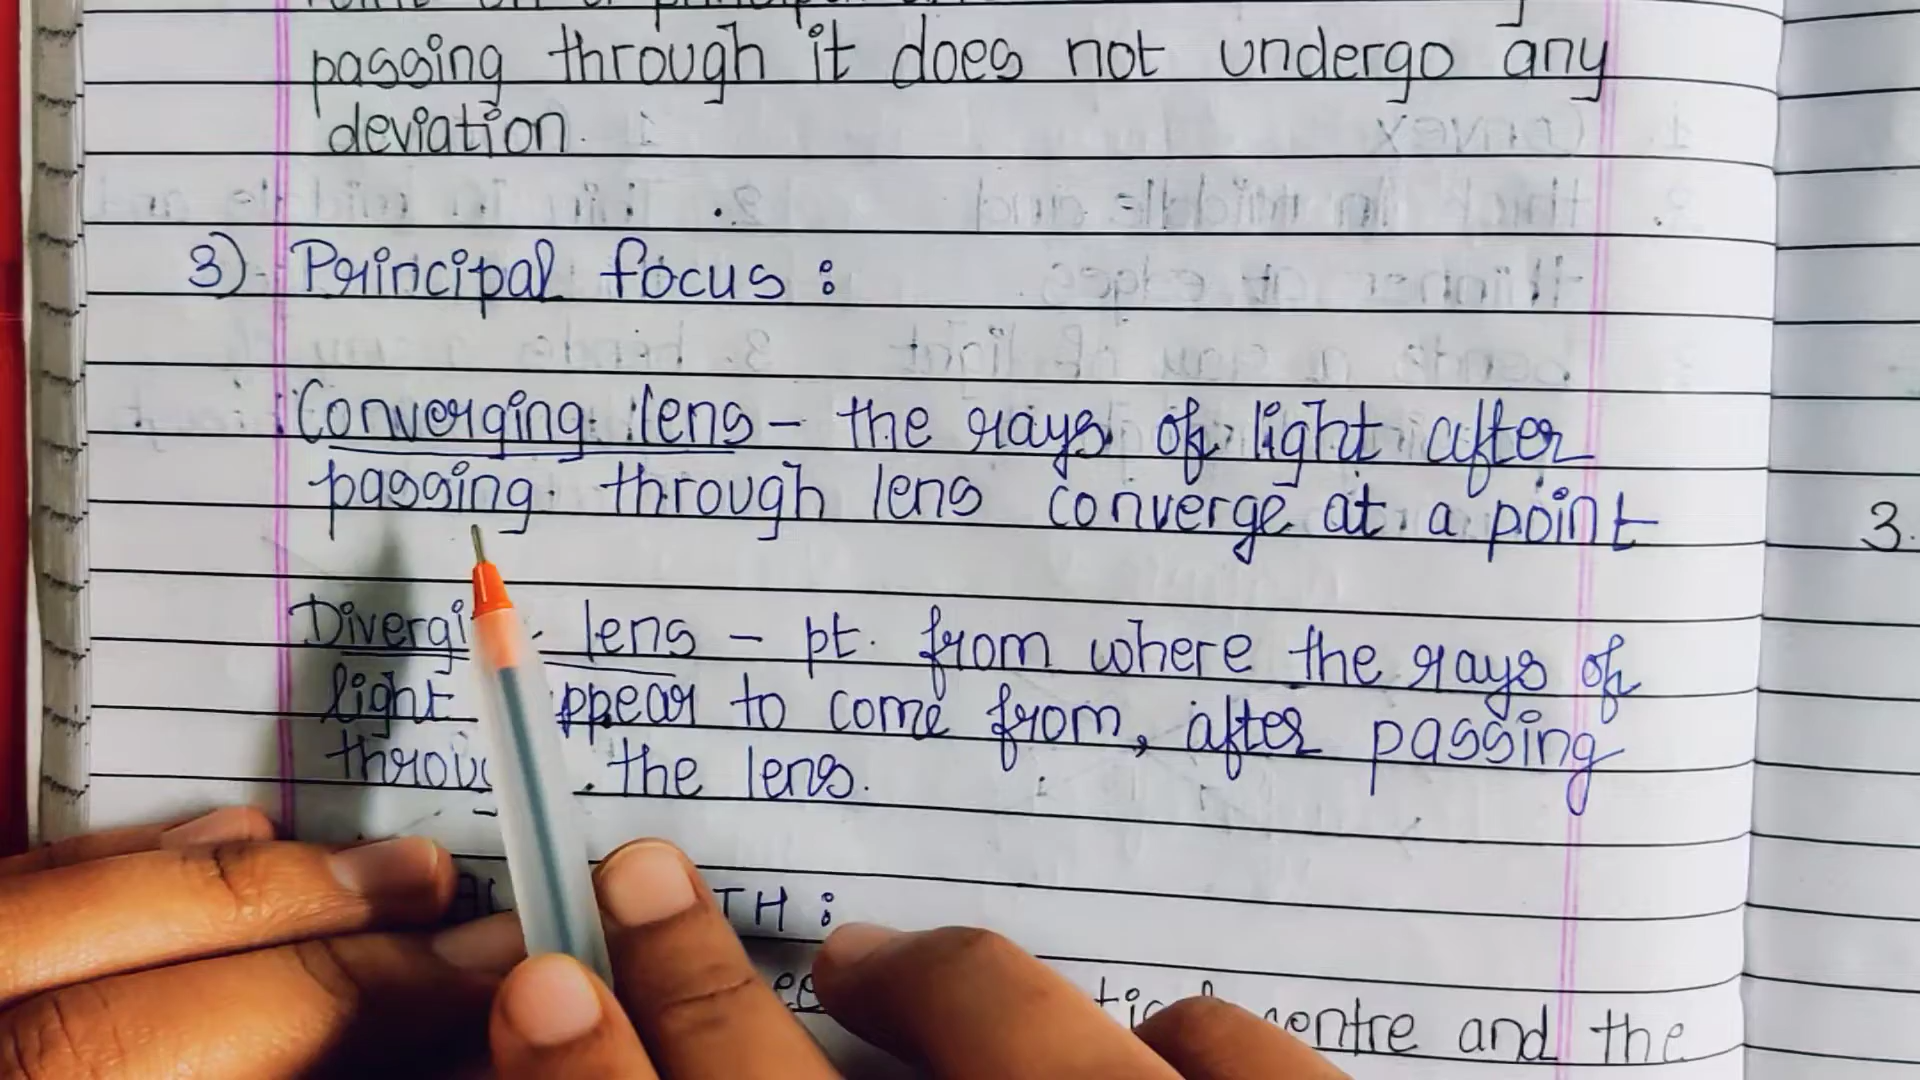 passing through it does not undergo any
deviation.
3) Principal focus :
Converging lens - the rays of light after
passing through lens converge at a point
lens - pt. from where the rays of
light appear to come from, after passing
the lens.
TH :
centre and the
3.